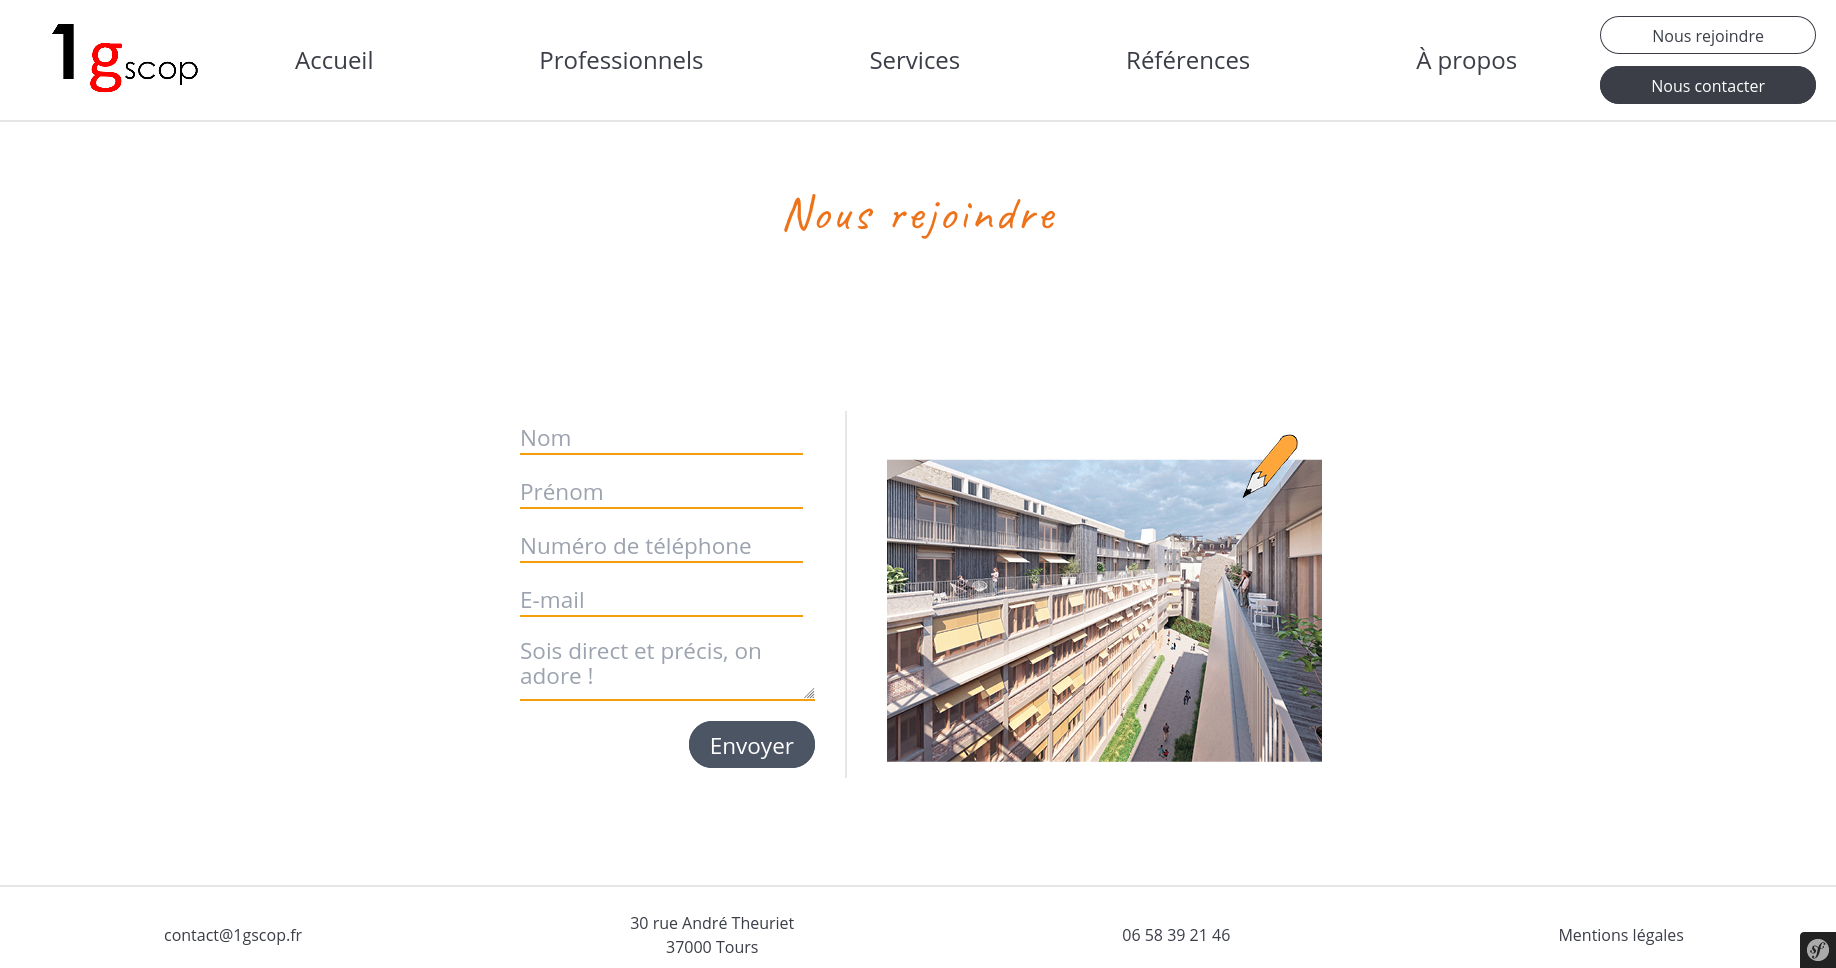 1gscop
Accueil
Professionnels
Services
Références
À propos
Nous rejoindre
Nous contacter
Nous rejoindre
Nom
Prénom
Numéro de téléphone
E-mail
Sois direct et précis, on
adore !
Envoyer
contact@1gscop.fr
30 rue André Theuriet
37000 Tours
06 58 39 21 46
Mentions légales
sf